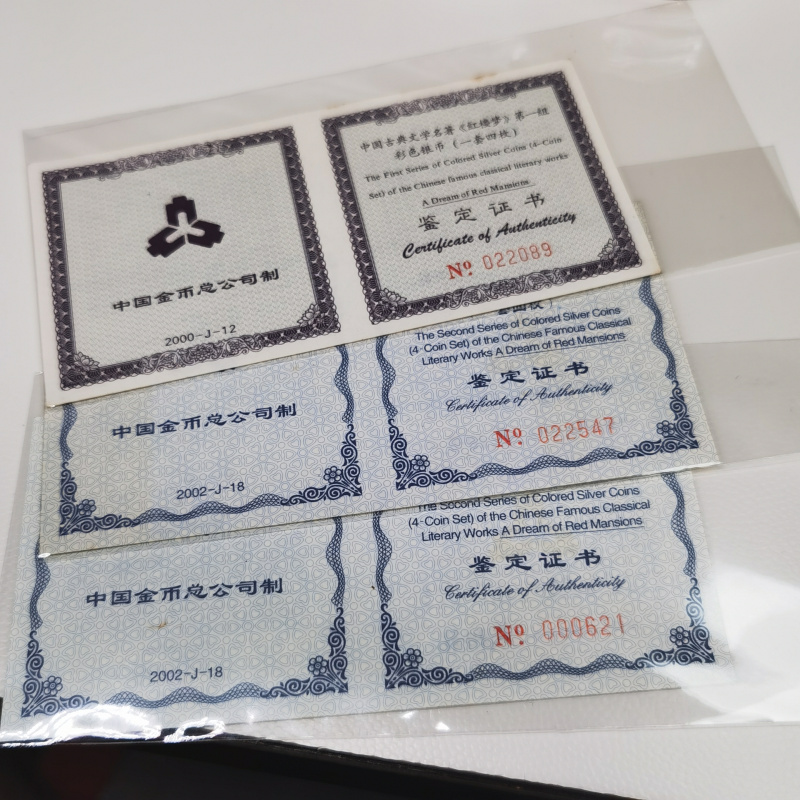 中国金币总公司制
2000-J-12
中国古典文学名著《红楼梦》第一组
彩色银币（一套四枚）
The First Series of Colored Silver Coins (4-Coin
Set) of the Chinese famous classical literary works
A Dream of Red Mansions
鉴定证书
Certificate of Authenticity
No. 022089
中国金币总公司制
2002-J-18
套四枚）
The Second Series of Colored Silver Coins
(4-Coin Set) of the Chinese Famous Classical
Literary Works A Dream of Red Mansions
鉴定证书
Certificate of Authenticity
No. 022547
中国金币总公司制
2002-J-18
The Second Series of Colored Silver Coins
(4-Coin Set) of the Chinese Famous Classical
Literary Works A Dream of Red Mansions
鉴定证书
Certificate of Authenticity
No. 000621